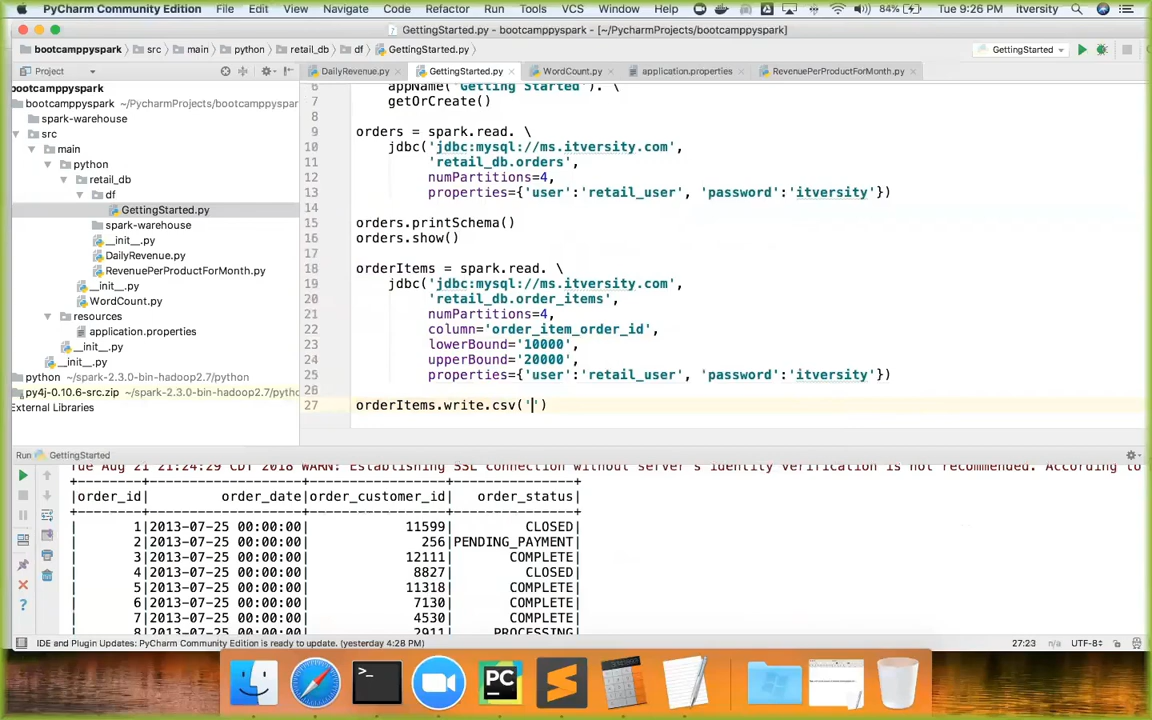 PyCharm Community Edition File Edit View Navigate Code Refactor Run Tools VCS Window Help 84% Tue 9:26 PM itversity
GettingStarted.py - bootcamppyspark - [~/PycharmProjects/bootcamppyspark]
bootcamppyspark src main python retail_db df GettingStarted.py GettingStarted
Project DailyRevenue.py GettingStarted.py WordCount.py application.properties RevenuePerProductForMonth.py
bootcamppyspark
bootcamppyspark ~/PycharmProjects/bootcamppyspar
spark-warehouse
src
main
python
retail_db
df
GettingStarted.py
spark-warehouse
__init__.py
DailyRevenue.py
RevenuePerProductForMonth.py
__init__.py
WordCount.py
resources
application.properties
__init__.py
__init__.py
python ~/spark-2.3.0-bin-hadoop2.7/python
py4j-0.10.6-src.zip ~/spark-2.3.0-bin-hadoop2.7/pytho
External Libraries
6 appName("Getting Started"). \
7 getOrCreate()
8
9 orders = spark.read. \
10 jdbc('jdbc:mysql://ms.itversity.com',
11 'retail_db.orders',
12 numPartitions=4,
13 properties={'user':'retail_user', 'password':'itversity'})
14
15 orders.printSchema()
16 orders.show()
17
18 orderItems = spark.read. \
19 jdbc('jdbc:mysql://ms.itversity.com',
20 'retail_db.order_items',
21 numPartitions=4,
22 column='order_item_order_id',
23 lowerBound='10000',
24 upperBound='20000',
25 properties={'user':'retail_user', 'password':'itversity'})
26
27 orderItems.write.csv('')
Run GettingStarted
Tue Aug 21 21:24:29 CDT 2018 WARN: Establishing SSL connection without server's identity verification is not recommended. According to
+--------+-------------------+-----------------+---------------+
|order_id| order_date|order_customer_id| order_status|
+--------+-------------------+-----------------+---------------+
| 1|2013-07-25 00:00:00| 11599| CLOSED|
| 2|2013-07-25 00:00:00| 256|PENDING_PAYMENT|
| 3|2013-07-25 00:00:00| 12111| COMPLETE|
| 4|2013-07-25 00:00:00| 8827| CLOSED|
| 5|2013-07-25 00:00:00| 11318| COMPLETE|
| 6|2013-07-25 00:00:00| 7130| COMPLETE|
| 7|2013-07-25 00:00:00| 4530| COMPLETE|
| 8|2013-07-25 00:00:00| 2911| PROCESSING|
IDE and Plugin Updates: PyCharm Community Edition is ready to update. (yesterday 4:28 PM) 27:23 n/a UTF-8
PC